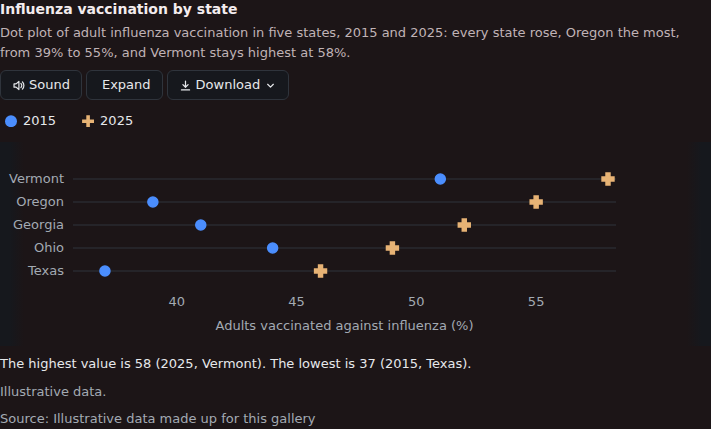 Influenza vaccination by state
Dot plot of adult influenza vaccination in five states, 2015 and 2025: every state rose, Oregon the most,
from 39% to 55%, and Vermont stays highest at 58%.
Sound Expand Download
2015 2025
Vermont
Oregon
Georgia
Ohio
Texas
40 45 50 55
Adults vaccinated against influenza (%)
The highest value is 58 (2025, Vermont). The lowest is 37 (2015, Texas).
Illustrative data.
Source: Illustrative data made up for this gallery